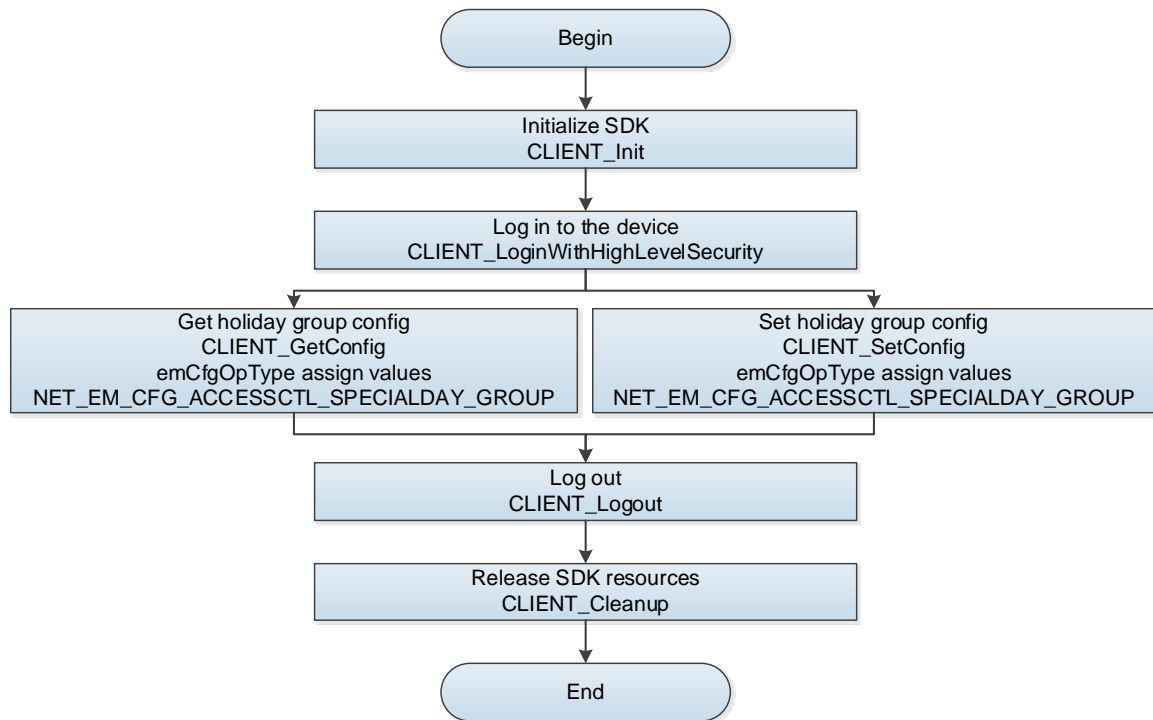 Begin
Initialize SDK
CLIENT_Init
Log in to the device
CLIENT_LoginWithHighLevelSecurity
Get holiday group config
CLIENT_GetConfig
emCfgOpType assign values
NET_EM_CFG_ACCESSCTL_SPECIALDAY_GROUP
Set holiday group config
CLIENT_SetConfig
emCfgOpType assign values
NET_EM_CFG_ACCESSCTL_SPECIALDAY_GROUP
Log out
CLIENT_Logout
Release SDK resources
CLIENT_Cleanup
End